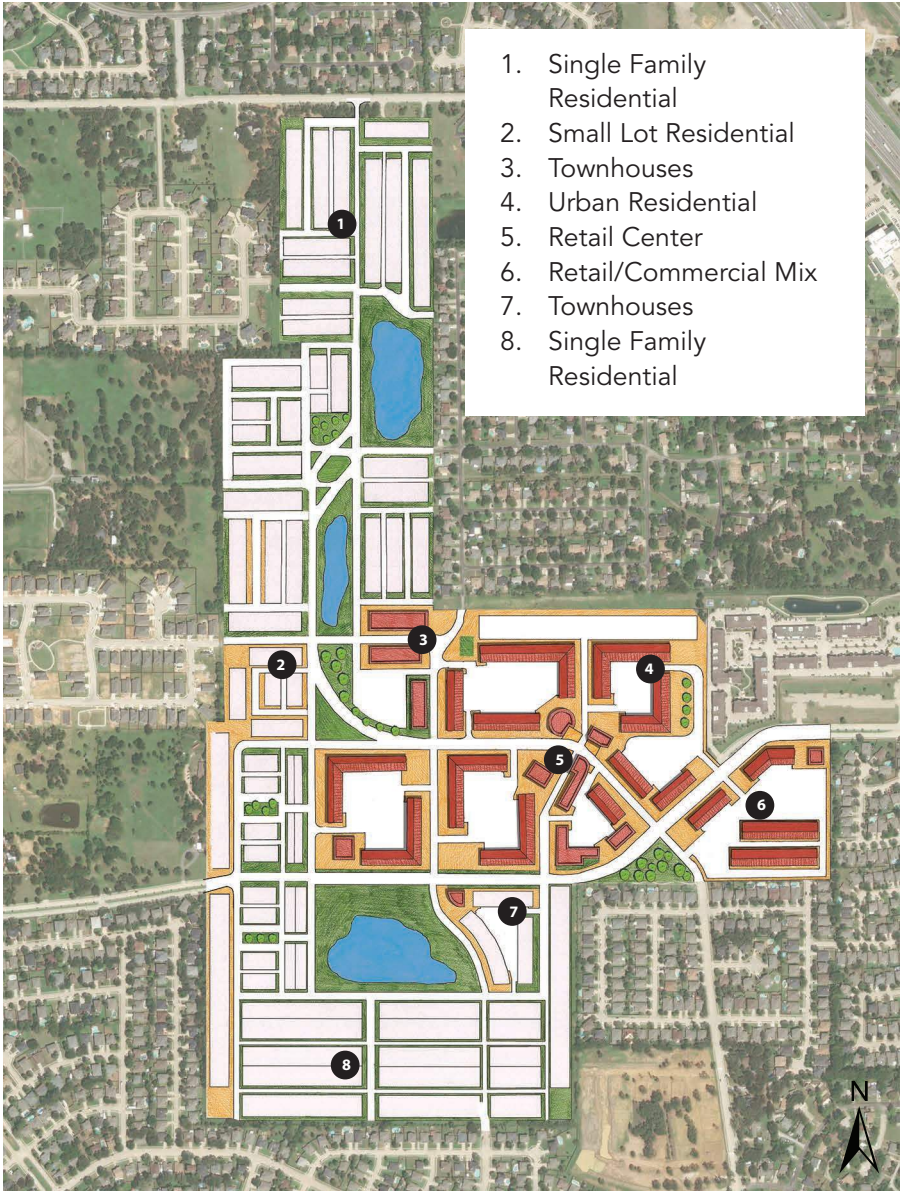 1. Single Family
Residential
2. Small Lot Residential
3. Townhouses
4. Urban Residential
5. Retail Center
6. Retail/Commercial Mix
7. Townhouses
8. Single Family
Residential
1
2
3
4
5
6
7
8
N